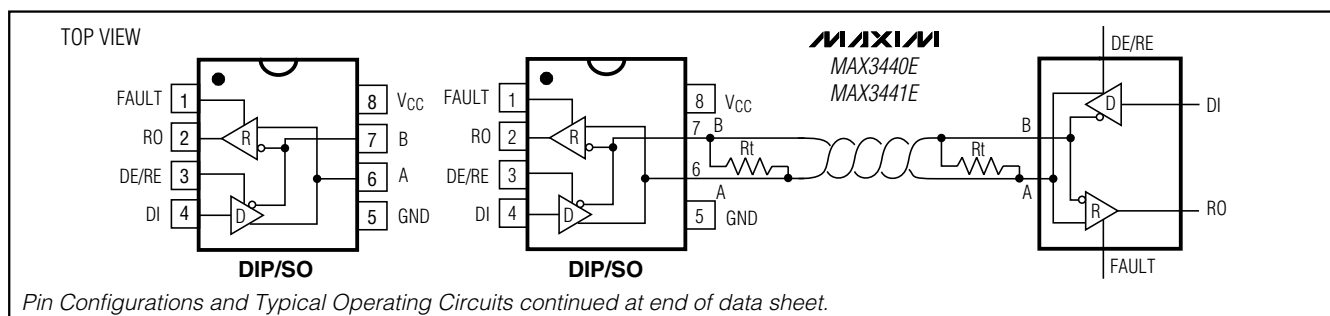 TOP VIEW
FAULT 1
RO 2
DE/RE 3
DI 4
8 VCC
7 B
6 A
5 GND
R
D
DIP/SO
FAULT 1
RO 2
DE/RE 3
DI 4
8 VCC
7 B
6 A
5 GND
R
D
DIP/SO
Rt
MAXIM
MAX3440E
MAX3441E
Rt
B
A
DE/RE
D
DI
R
RO
FAULT
Pin Configurations and Typical Operating Circuits continued at end of data sheet.